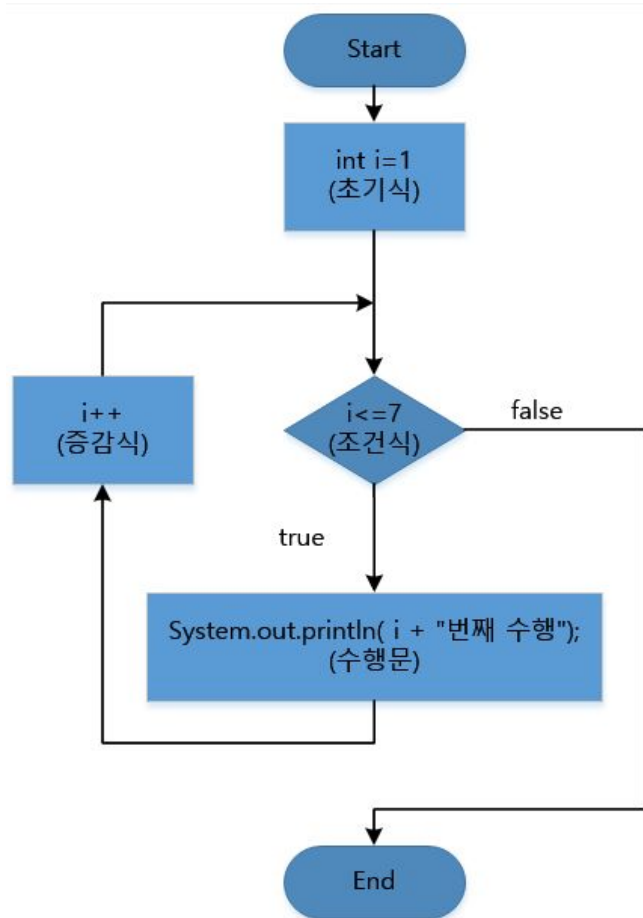 Start
int i=1
(초기식)
i++
(증감식)
i<=7
(조건식)
false
true
System.out.println( i + "번째 수행");
(수행문)
End